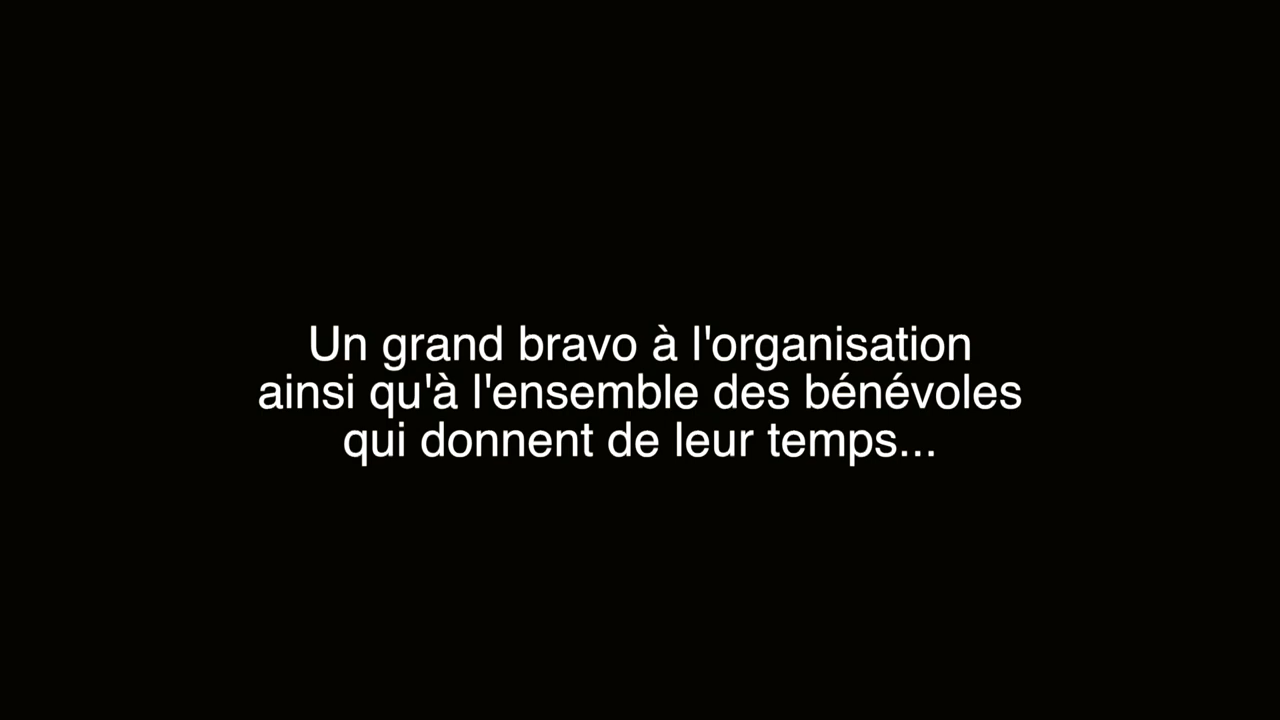 Un grand bravo à l'organisation
ainsi qu'à l'ensemble des bénévoles
qui donnent de leur temps...